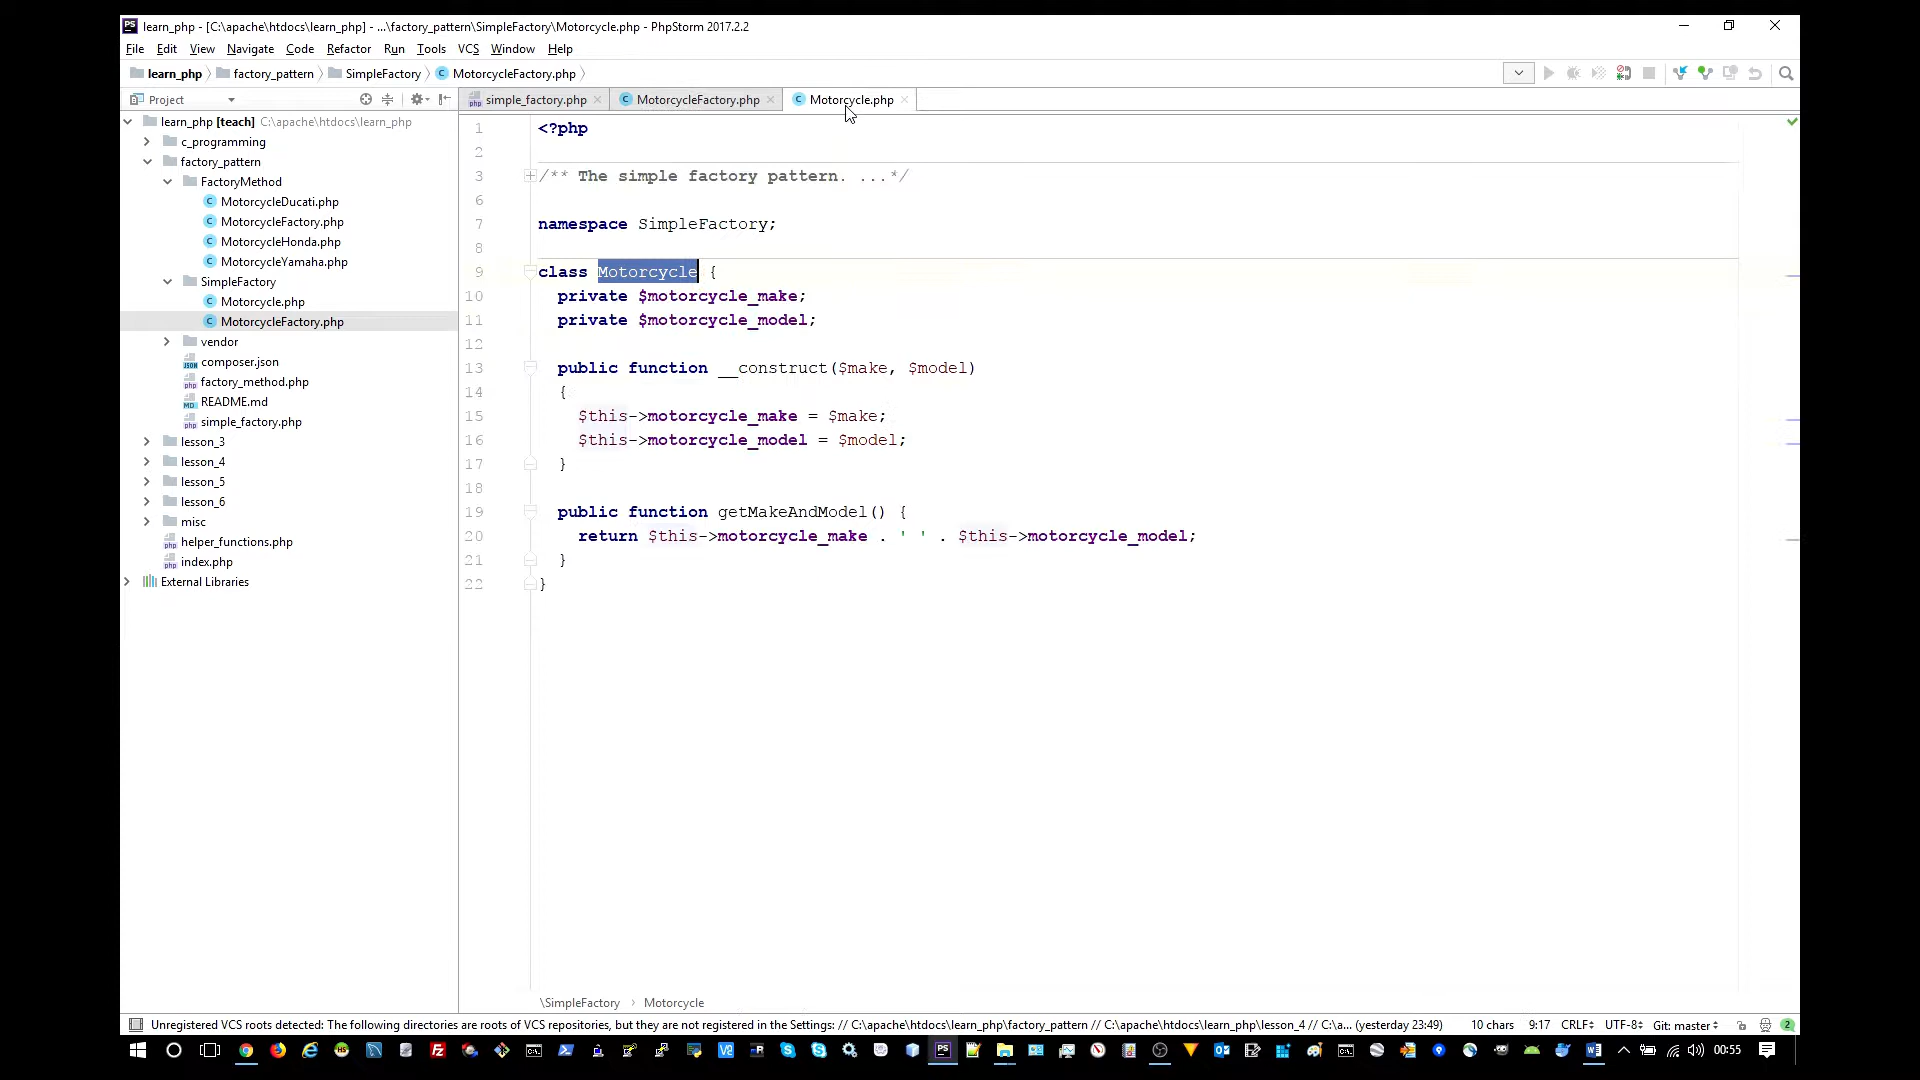 learn_php - [C:\apache\htdocs\learn_php] - ...\factory_pattern\SimpleFactory\Motorcycle.php - PhpStorm 2017.2.2
File Edit View Navigate Code Refactor Run Tools VCS Window Help
learn_php factory_pattern SimpleFactory MotorcycleFactory.php
Project simple_factory.php MotorcycleFactory.php Motorcycle.php
learn_php [teach] C:\apache\htdocs\learn_php
c_programming
factory_pattern
FactoryMethod
MotorcycleDucati.php
MotorcycleFactory.php
MotorcycleHonda.php
MotorcycleYamaha.php
SimpleFactory
Motorcycle.php
MotorcycleFactory.php
vendor
composer.json
factory_method.php
README.md
simple_factory.php
lesson_3
lesson_4
lesson_5
lesson_6
misc
helper_functions.php
index.php
External Libraries
1 <?php
2
3 /** The simple factory pattern. ...*/
6
7 namespace SimpleFactory;
8
9 class Motorcycle {
10 private $motorcycle_make;
11 private $motorcycle_model;
12
13 public function __construct($make, $model)
14 {
15 $this->motorcycle_make = $make;
16 $this->motorcycle_model = $model;
17 }
18
19 public function getMakeAndModel() {
20 return $this->motorcycle_make . ' ' . $this->motorcycle_model;
21 }
22 }
\SimpleFactory › Motorcycle
Unregistered VCS roots detected: The following directories are roots of VCS repositories, but they are not registered in the Settings: // C:\apache\htdocs\learn_php\factory_pattern // C:\apache\htdocs\learn_php\lesson_4 // C:\a... (yesterday 23:49) 10 chars 9:17 CRLF UTF-8 Git: master 2
00:55